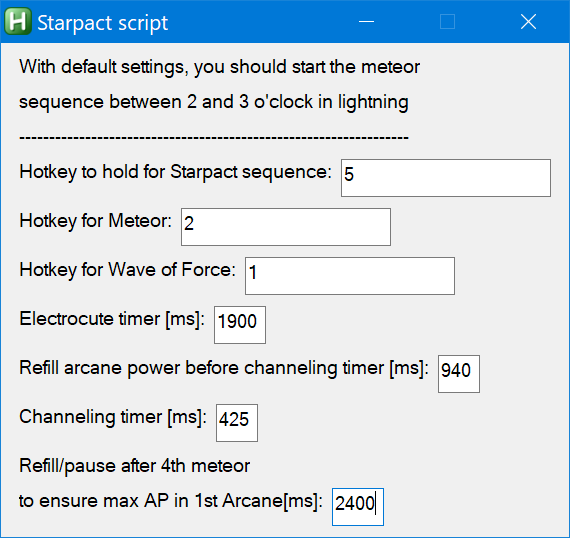 H Starpact script
With default settings, you should start the meteor
sequence between 2 and 3 o'clock in lightning
-----------------------------------------------------------------
Hotkey to hold for Starpact sequence: 5
Hotkey for Meteor: 2
Hotkey for Wave of Force: 1
Electrocute timer [ms]: 1900
Refill arcane power before channeling timer [ms]: 940
Channeling timer [ms]: 425
Refill/pause after 4th meteor
to ensure max AP in 1st Arcane[ms]: 2400